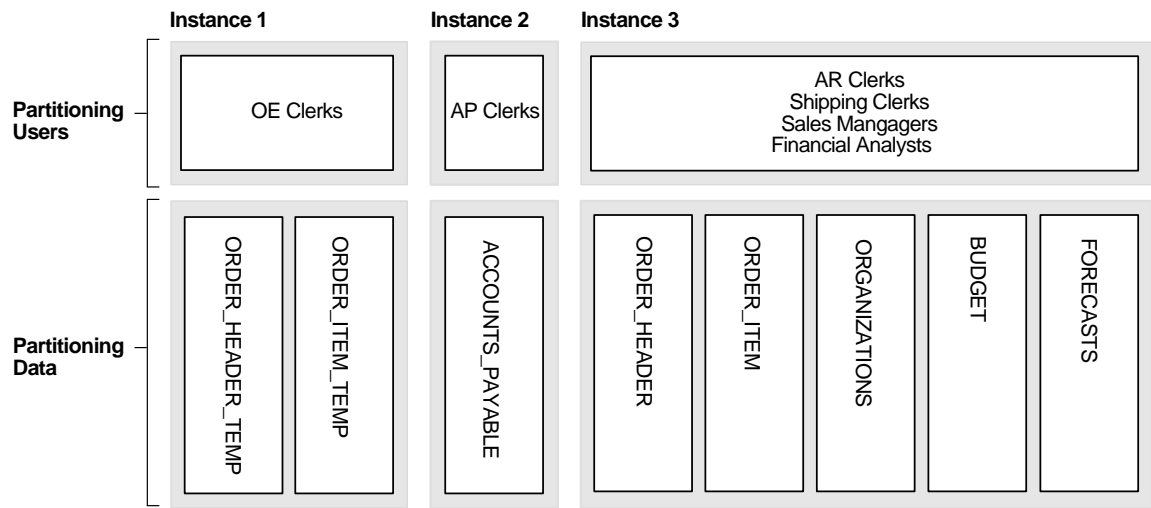 Instance 1
Instance 2
Instance 3
Partitioning
Users
OE Clerks
AP Clerks
AR Clerks
Shipping Clerks
Sales Mangagers
Financial Analysts
Partitioning
Data
ORDER_HEADER_TEMP
ORDER_ITEM_TEMP
ACCOUNTS_PAYABLE
ORDER_HEADER
ORDER_ITEM
ORGANIZATIONS
BUDGET
FORECASTS